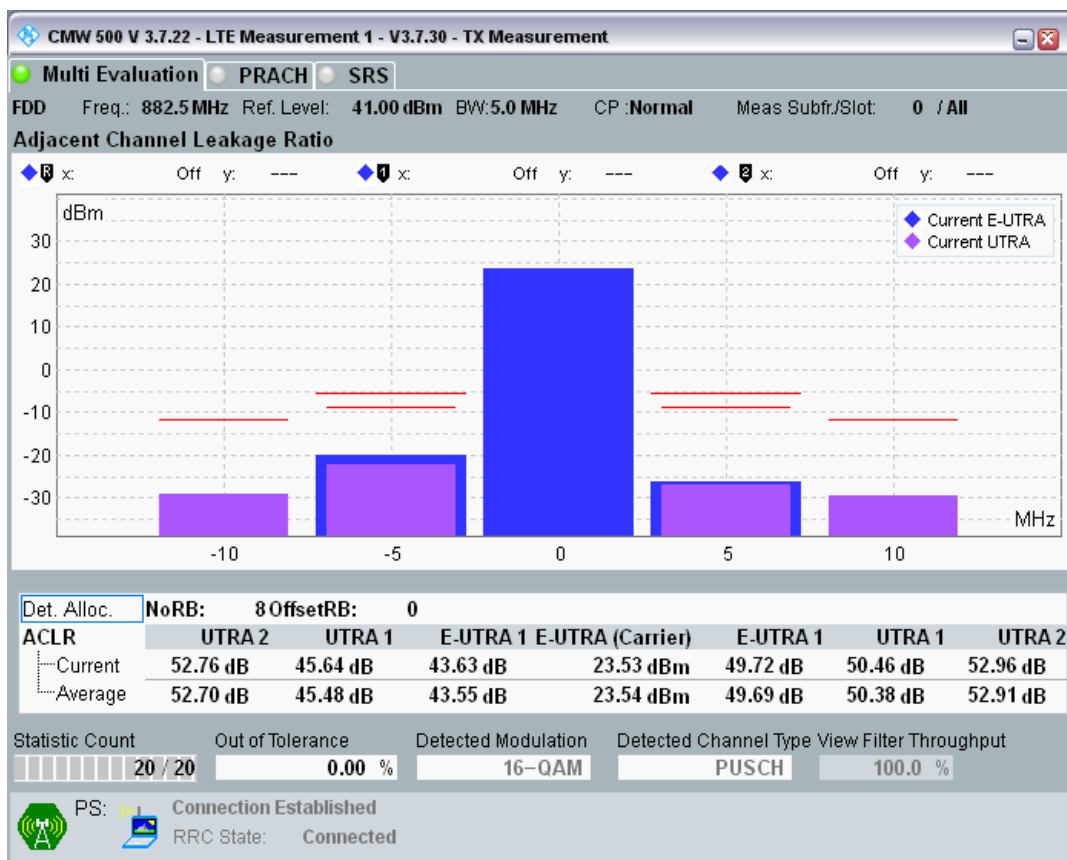 CMW 500 V 3.7.22 - LTE Measurement 1 - V3.7.30 - TX Measurement
Multi Evaluation PRACH SRS
FDD Freq.: 882.5 MHz Ref. Level: 41.00 dBm BW: 5.0 MHz CP :Normal Meas Subfr./Slot: 0 / All
Adjacent Channel Leakage Ratio
R x: Off y: --- 1 x: Off y: --- 2 x: Off y: ---
dBm
Current E-UTRA
Current UTRA
30
20
10
0
-10
-20
-30
MHz
-10 -5 0 5 10
Det. Alloc. NoRB: 8 OffsetRB: 0
ACLR UTRA 2 UTRA 1 E-UTRA 1 E-UTRA (Carrier) E-UTRA 1 UTRA 1 UTRA 2
Current 52.76 dB 45.64 dB 43.63 dB 23.53 dBm 49.72 dB 50.46 dB 52.96 dB
Average 52.70 dB 45.48 dB 43.55 dB 23.54 dBm 49.69 dB 50.38 dB 52.91 dB
Statistic Count Out of Tolerance Detected Modulation Detected Channel Type View Filter Throughput
20 / 20 0.00 % 16-QAM PUSCH 100.0 %
PS: Connection Established
RRC State: Connected